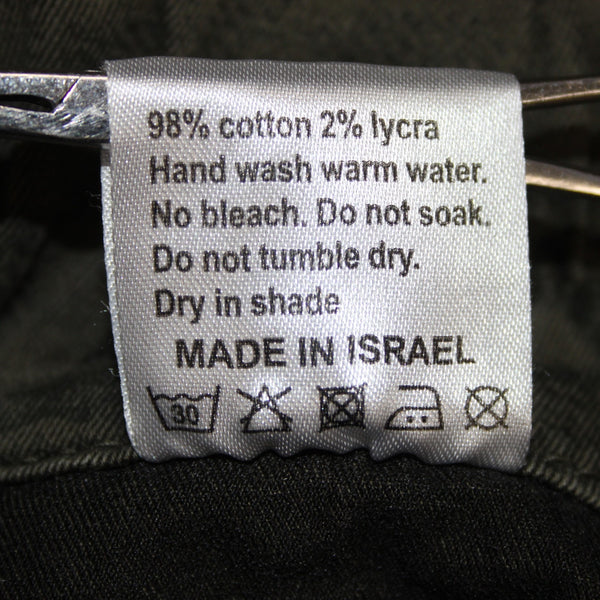 98% cotton 2% lycra
Hand wash warm water.
No bleach. Do not soak.
Do not tumble dry.
Dry in shade
MADE IN ISRAEL
30